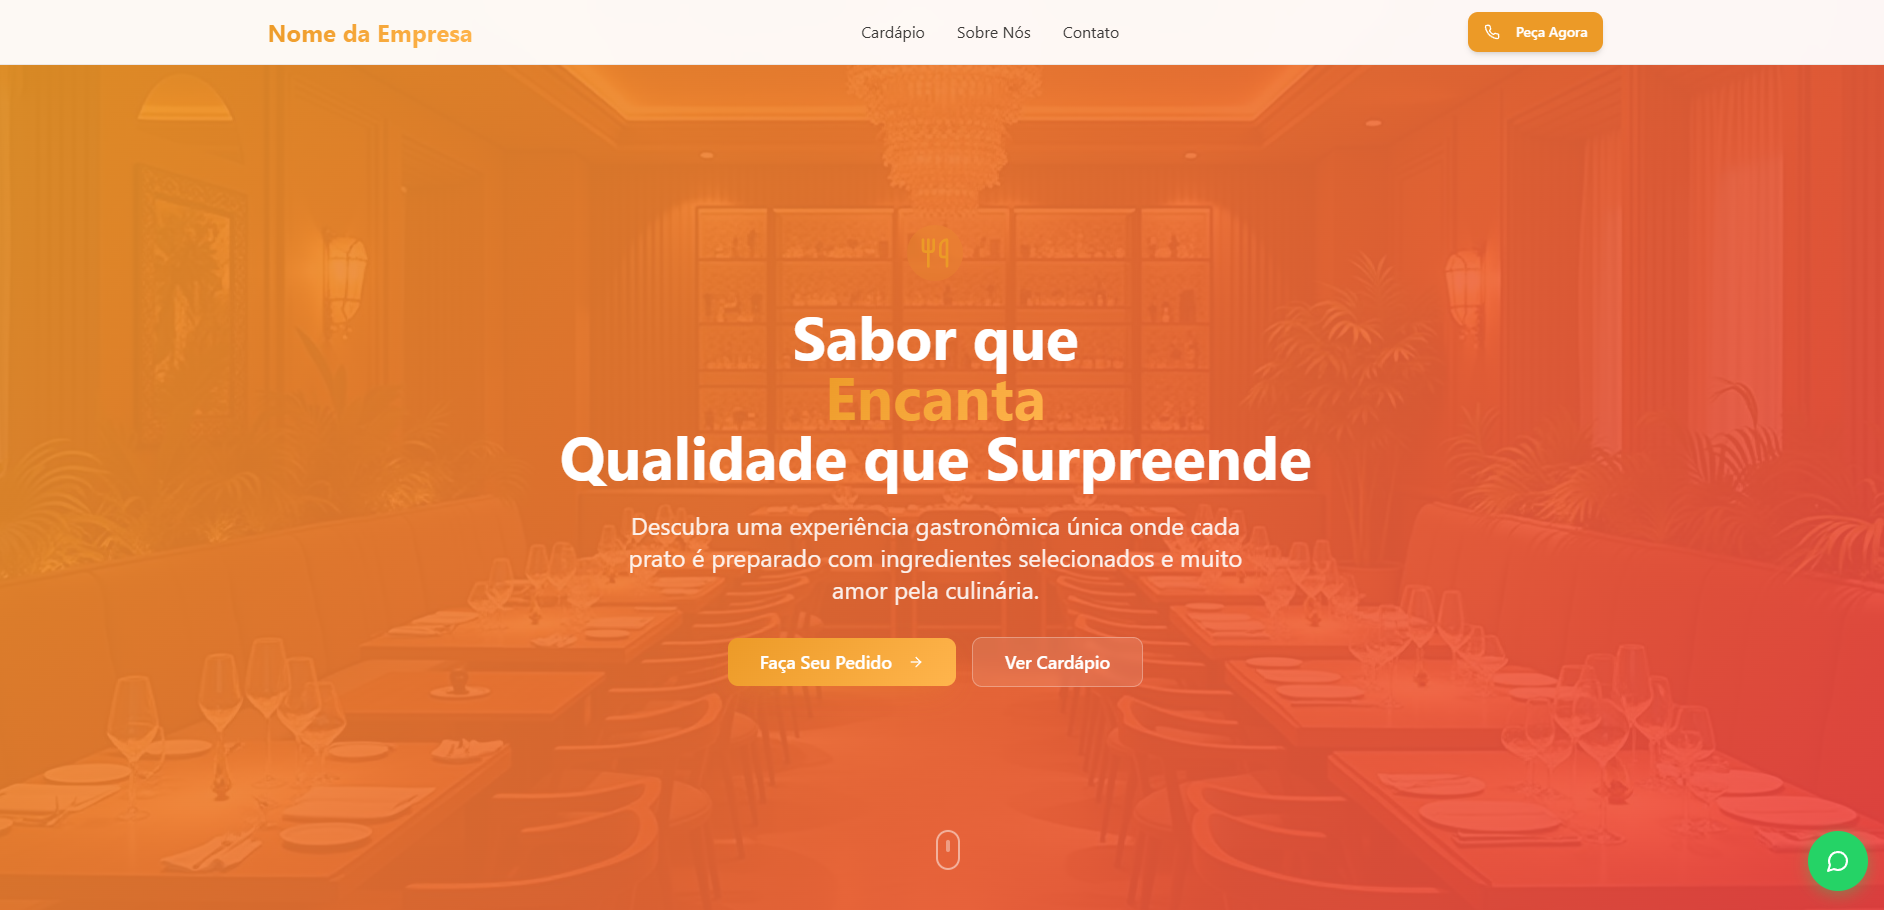 Nome da Empresa
Cardápio
Sobre Nós
Contato
Peça Agora
Sabor que
Encanta
Qualidade que Surpreende
Descubra uma experiência gastronômica única onde cada
prato é preparado com ingredientes selecionados e muito
amor pela culinária.
Faça Seu Pedido
Ver Cardápio